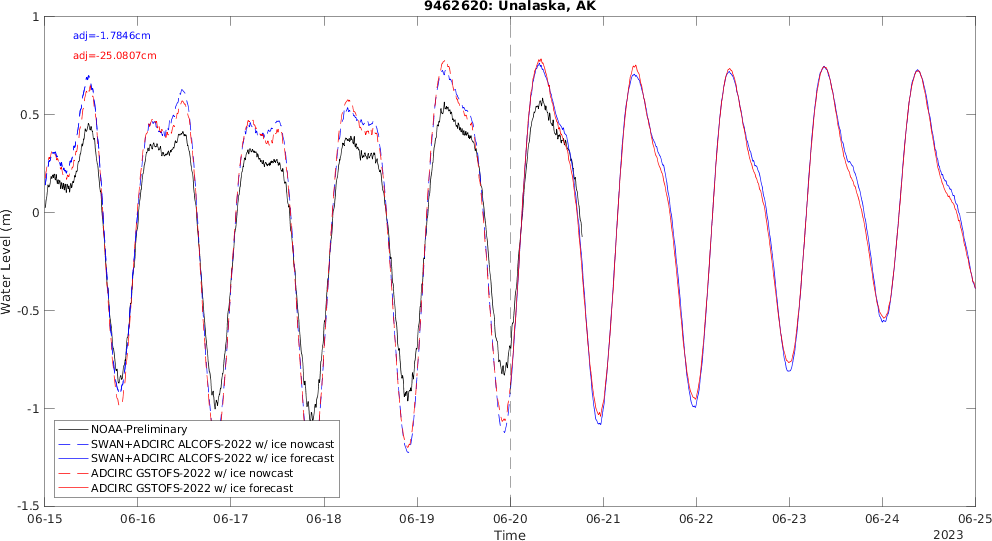 9462620: Unalaska, AK
adj=-1.7846cm
adj=-25.0807cm
1
0.5
0
-0.5
-1
-1.5
Water Level (m)
NOAA-Preliminary
SWAN+ADCIRC ALCOFS-2022 w/ ice nowcast
SWAN+ADCIRC ALCOFS-2022 w/ ice forecast
ADCIRC GSTOFS-2022 w/ ice nowcast
ADCIRC GSTOFS-2022 w/ ice forecast
06-15 06-16 06-17 06-18 06-19 06-20 06-21 06-22 06-23 06-24 06-25
Time
2023